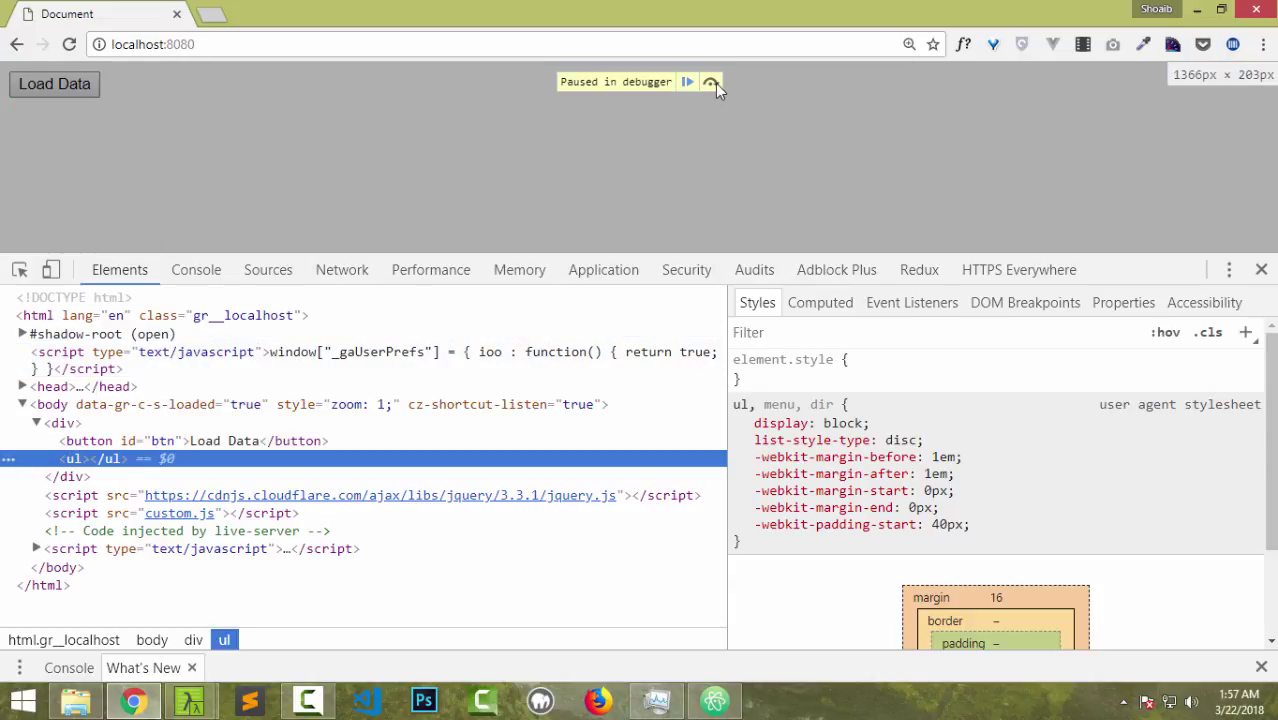 Document
Shoaib
localhost:8080
f?
Load Data
Paused in debugger
1366px × 203px
Elements Console Sources Network Performance Memory Application Security Audits Adblock Plus Redux HTTPS Everywhere
<!DOCTYPE html>
<html lang="en" class="gr__localhost">
#shadow-root (open)
<script type="text/javascript">window["_gaUserPrefs"] = { ioo : function() { return true;
} }</script>
<head>…</head>
<body data-gr-c-s-loaded="true" style="zoom: 1;" cz-shortcut-listen="true">
<div>
<button id="btn">Load Data</button>
... <ul></ul> == $0
</div>
<script src="https://cdnjs.cloudflare.com/ajax/libs/jquery/3.3.1/jquery.js"></script>
<script src="custom.js"></script>
<!-- Code injected by live-server -->
<script type="text/javascript">…</script>
</body>
</html>
html.gr__localhost body div ul
Styles Computed Event Listeners DOM Breakpoints Properties Accessibility
Filter :hov .cls +
element.style {
}
ul, menu, dir { user agent stylesheet
display: block;
list-style-type: disc;
-webkit-margin-before: 1em;
-webkit-margin-after: 1em;
-webkit-margin-start: 0px;
-webkit-margin-end: 0px;
-webkit-padding-start: 40px;
}
margin 16
border –
padding –
Console What's New
Ps
1:57 AM
3/22/2018